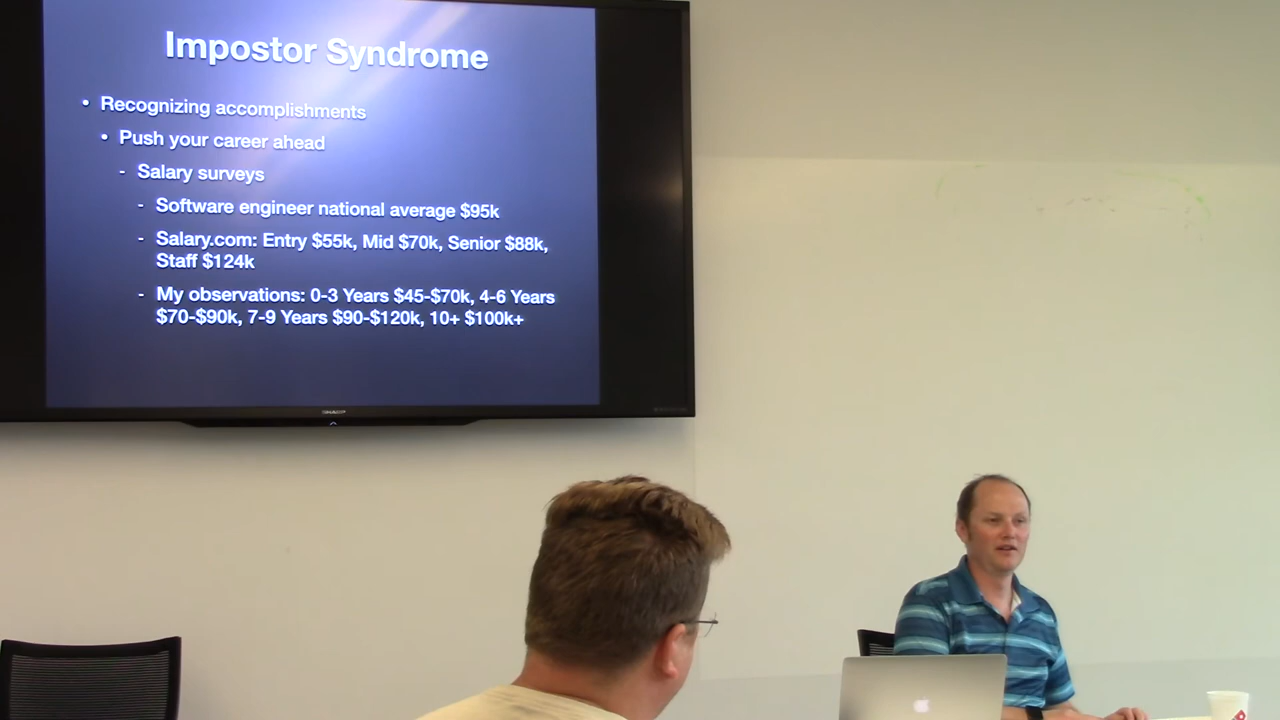 Impostor Syndrome
• Recognizing accomplishments
• Push your career ahead
- Salary surveys
- Software engineer national average $95k
- Salary.com: Entry $55k, Mid $70k, Senior $88k,
Staff $124k
- My observations: 0-3 Years $45-$70k, 4-6 Years
$70-$90k, 7-9 Years $90-$120k, 10+ $100k+
SHARP